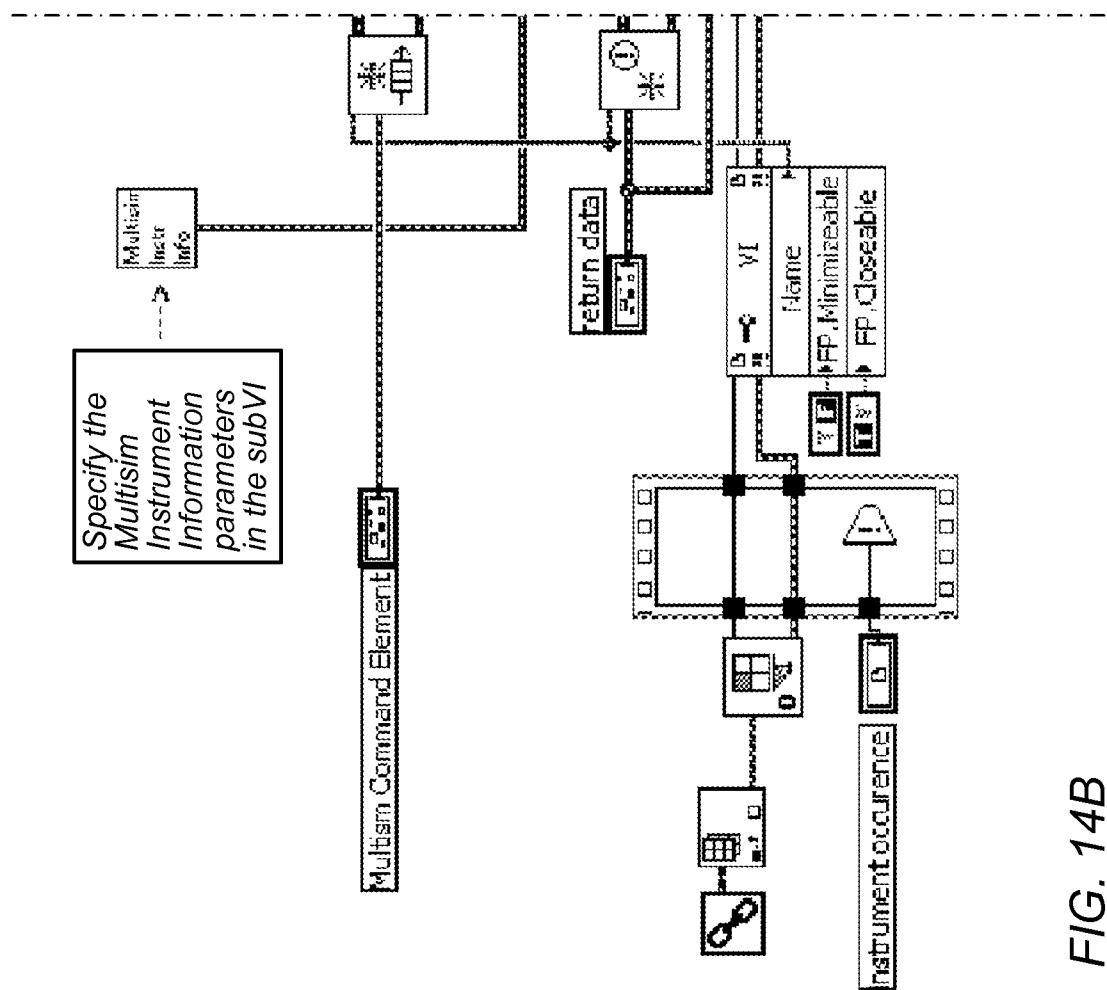 Specify the
Multisim
Instrument
Information
parameters
in the subVI
Multisim
Instr
Info
Multism Command Element
return data
VI
Name
FP.Minimizeable
FP.Closeable
Instrument occurence
FIG. 14B